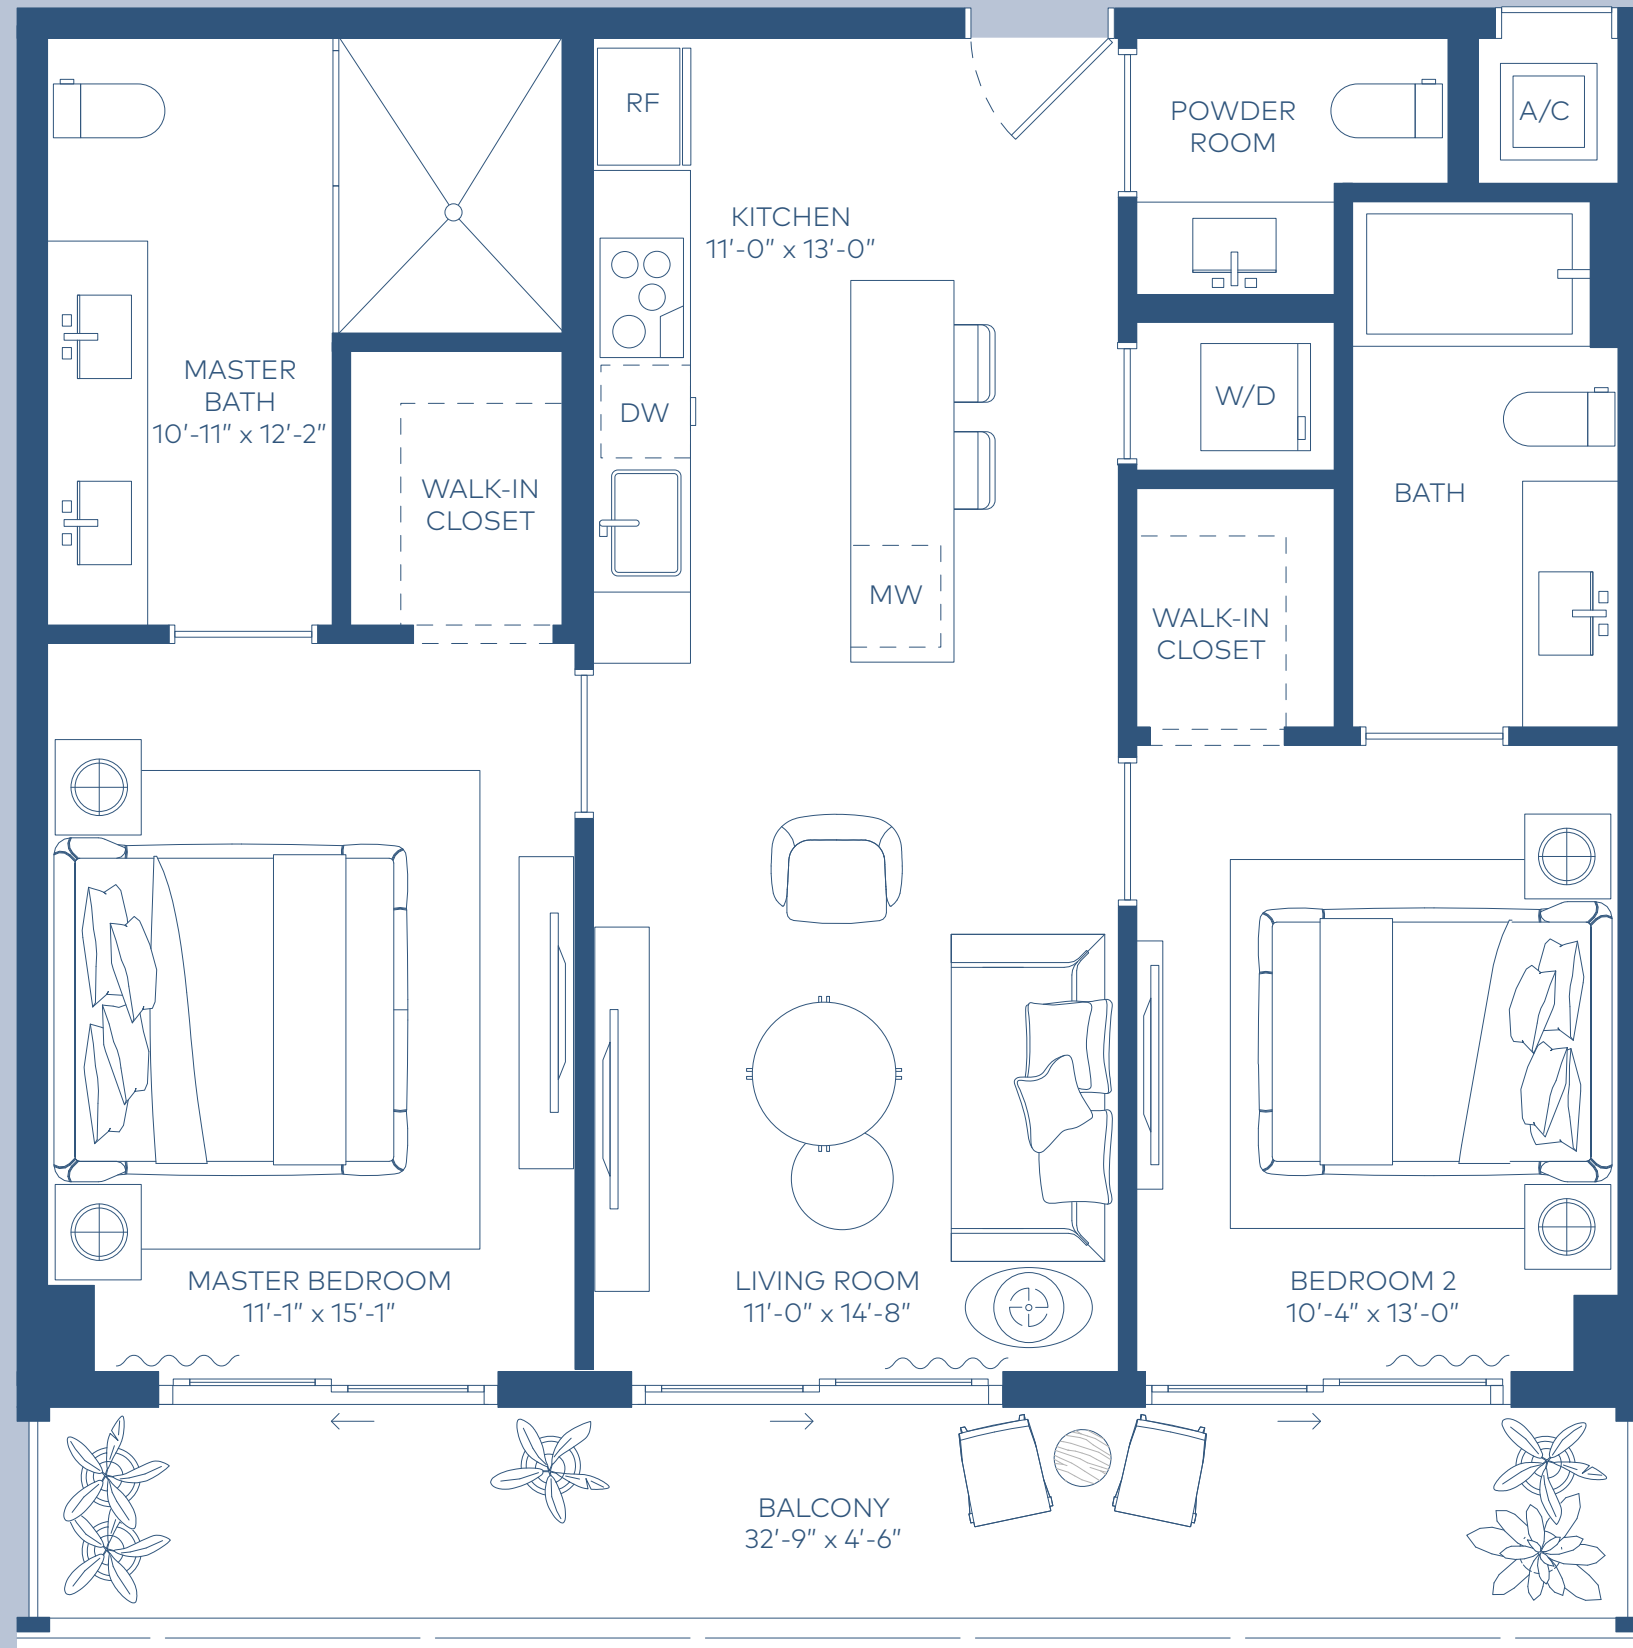 RF
POWDER
ROOM
A/C
KITCHEN
11'-0" x 13'-0"
MASTER
BATH
10'-11" x 12'-2"
DW
W/D
WALK-IN
CLOSET
BATH
MW
WALK-IN
CLOSET
MASTER BEDROOM
11'-1" x 15'-1"
LIVING ROOM
11'-0" x 14'-8"
BEDROOM 2
10'-4" x 13'-0"
BALCONY
32'-9" x 4'-6"